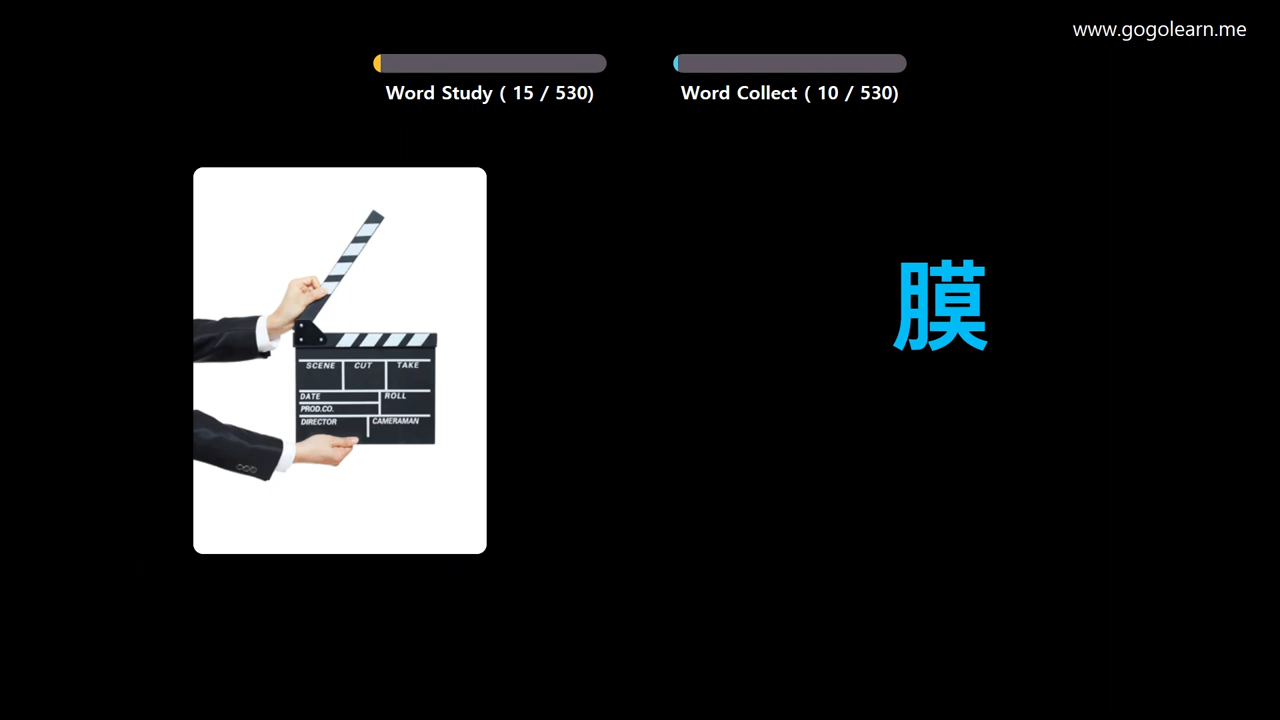 www.gogolearn.me
Word Study ( 15 / 530)
Word Collect ( 10 / 530)
膜
SCENE CUT TAKE
DATE ROLL
PROD.CO.
DIRECTOR CAMERAMAN